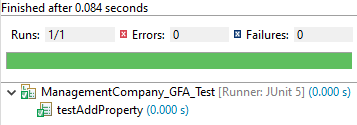 Finished after 0.084 seconds
Runs: 1/1 Errors: 0 Failures: 0
ManagementCompany_GFA_Test [Runner: JUnit 5] (0.000 s)
testAddProperty (0.000 s)